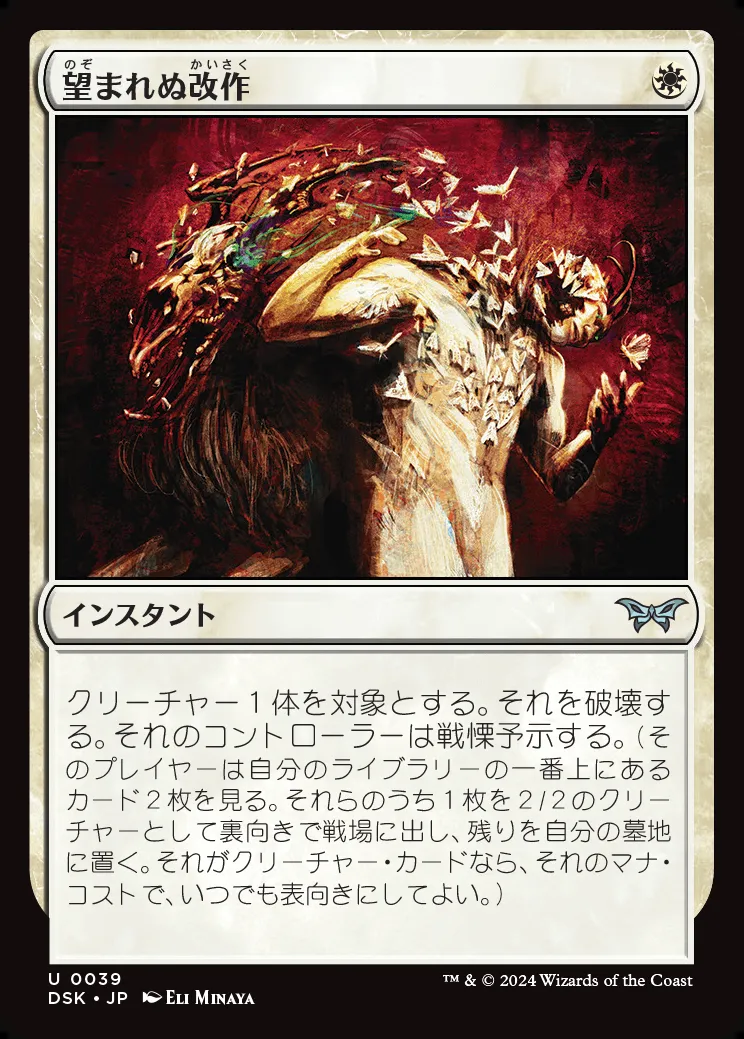 のぞ かいさく
望まれぬ改作
インスタント
クリーチャー１体を対象とする。それを破壊す
る。それのコントローラーは戦慄予示する。（そ
のプレイヤーは自分のライブラリーの一番上にある
カード２枚を見る。それらのうち１枚を２/２のクリー
チャーとして裏向きで戦場に出し、残りを自分の墓地
に置く。それがクリーチャー・カードなら、それのマナ・
コストで、いつでも表向きにしてよい。）
U 0039
DSK • JP Eli Minaya
™ & © 2024 Wizards of the Coast